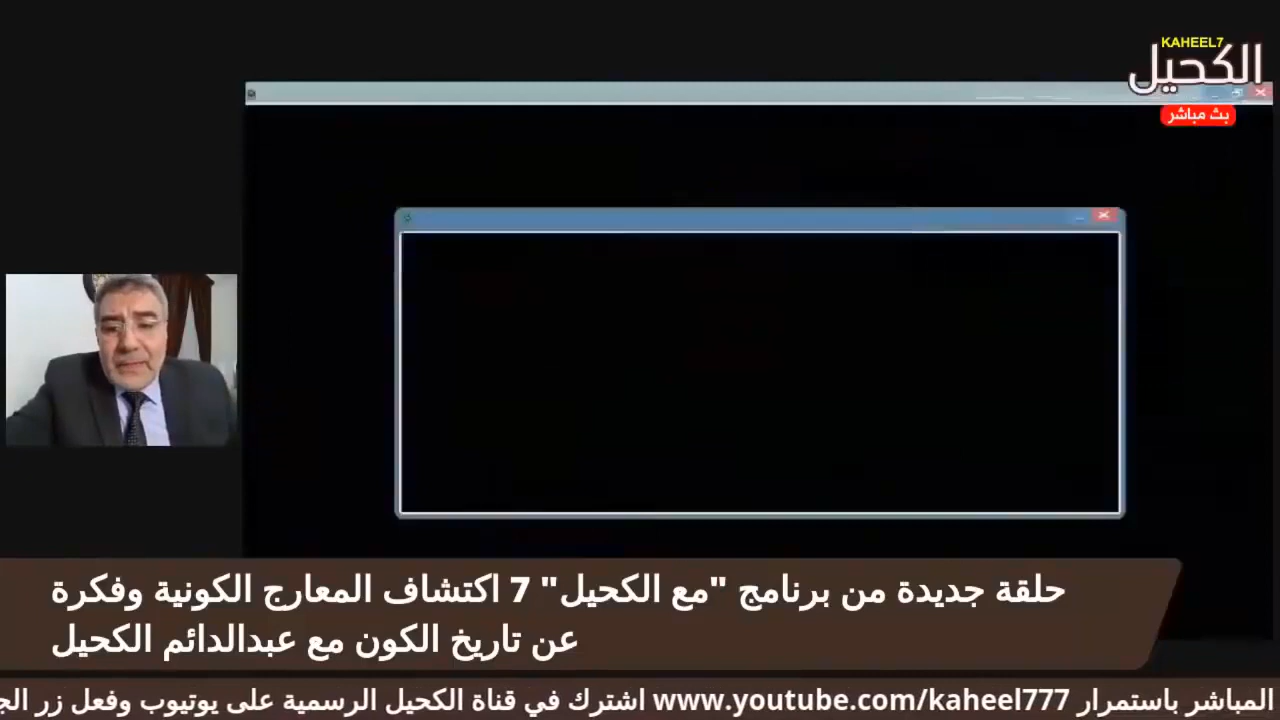 KAHEEL7
الكحيل
بث مباشر
حلقة جديدة من برنامج "مع الكحيل" 7 اكتشاف المعارج الكونية وفكرة
عن تاريخ الكون مع عبدالدائم الكحيل
المباشر باستمرار www.youtube.com/kaheel777 اشترك في قناة الكحيل الرسمية على يوتيوب وفعل زر